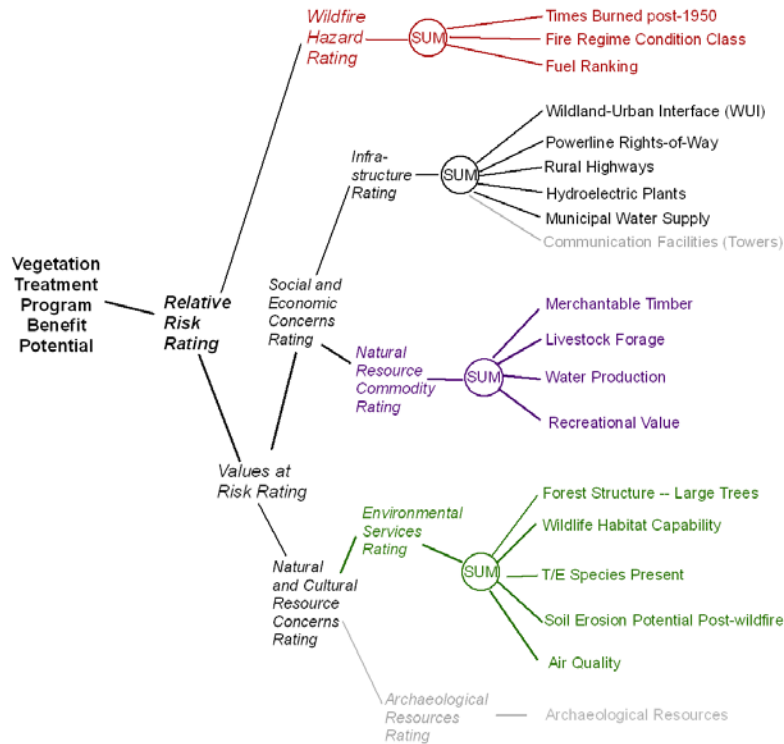 Wildfire
Hazard
Rating
SUM
Times Burned post-1950
Fire Regime Condition Class
Fuel Ranking
Infra-
structure
Rating
SUM
Wildland-Urban Interface (WUI)
Powerline Rights-of-Way
Rural Highways
Hydroelectric Plants
Municipal Water Supply
Communication Facilities (Towers)
Vegetation
Treatment
Program
Benefit
Potential
Relative
Risk
Rating
Social and
Economic
Concerns
Rating
Natural
Resource
Commodity
Rating
SUM
Merchantable Timber
Livestock Forage
Water Production
Recreational Value
Values at
Risk Rating
Environmental
Services
Rating
SUM
Forest Structure -- Large Trees
Wildlife Habitat Capability
T/E Species Present
Soil Erosion Potential Post-wildfire
Air Quality
Natural
and Cultural
Resource
Concerns
Rating
Archaeological
Resources
Rating
Archaeological Resources